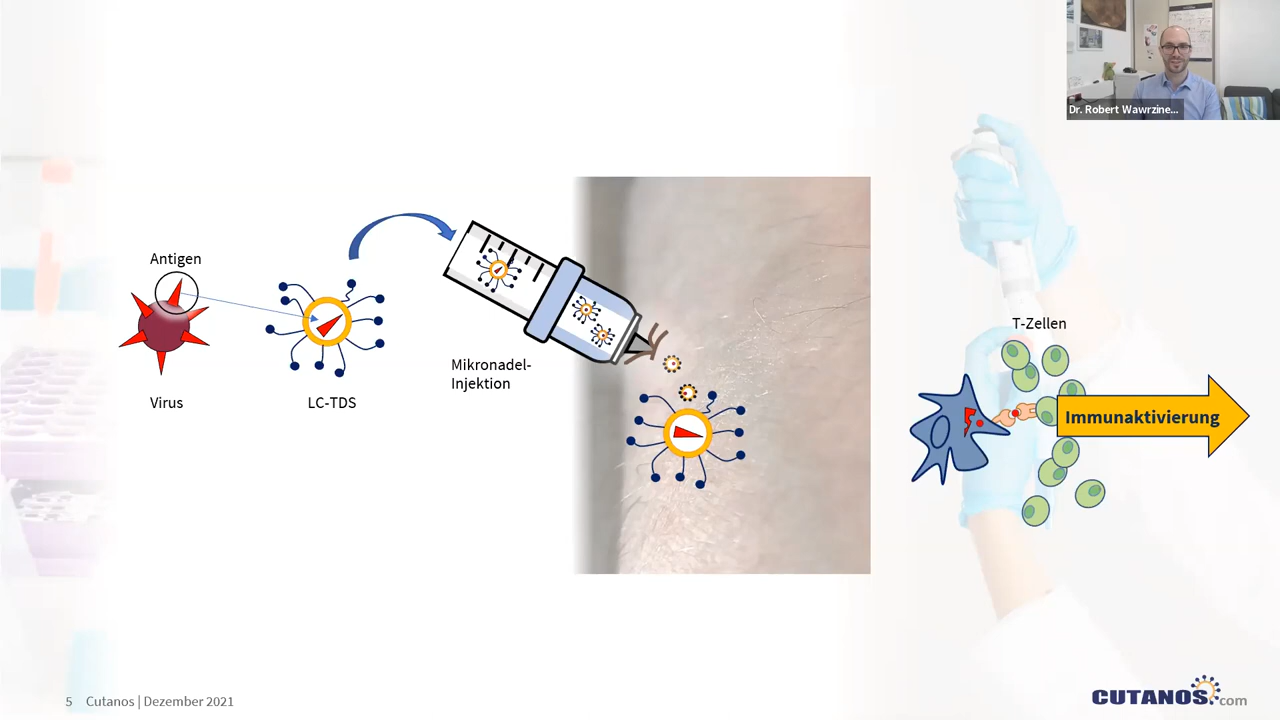 Dr. Robert Wawrzine...
Antigen
Virus
LC-TDS
Mikronadel-
Injektion
T-Zellen
Immunaktivierung
5 Cutanos | Dezember 2021
CUTANOS.com